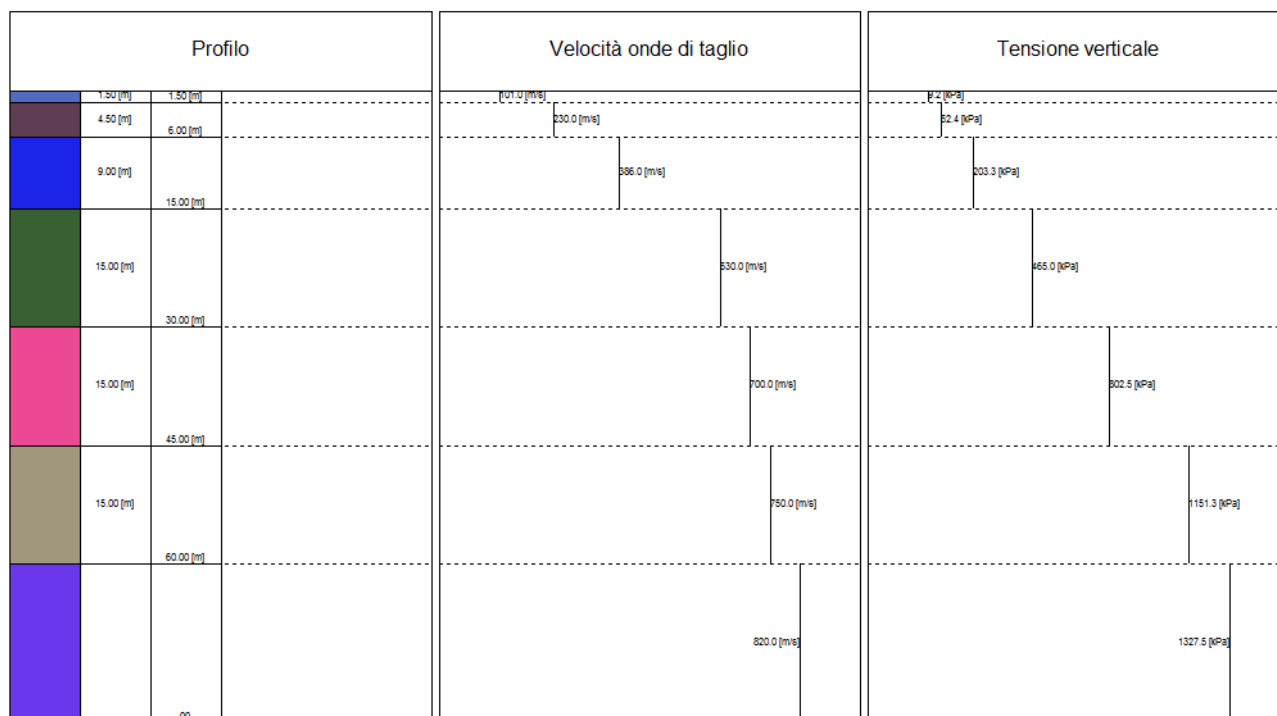 Profilo
Velocità onde di taglio
Tensione verticale
1.50 [m]
1.50 [m]
101.0 [m/s]
9.2 [kPa]
4.50 [m]
6.00 [m]
230.0 [m/s]
62.4 [kPa]
9.00 [m]
15.00 [m]
386.0 [m/s]
203.3 [kPa]
15.00 [m]
30.00 [m]
630.0 [m/s]
465.0 [kPa]
15.00 [m]
45.00 [m]
700.0 [m/s]
802.5 [kPa]
15.00 [m]
60.00 [m]
750.0 [m/s]
1151.3 [kPa]
820.0 [m/s]
1327.5 [kPa]